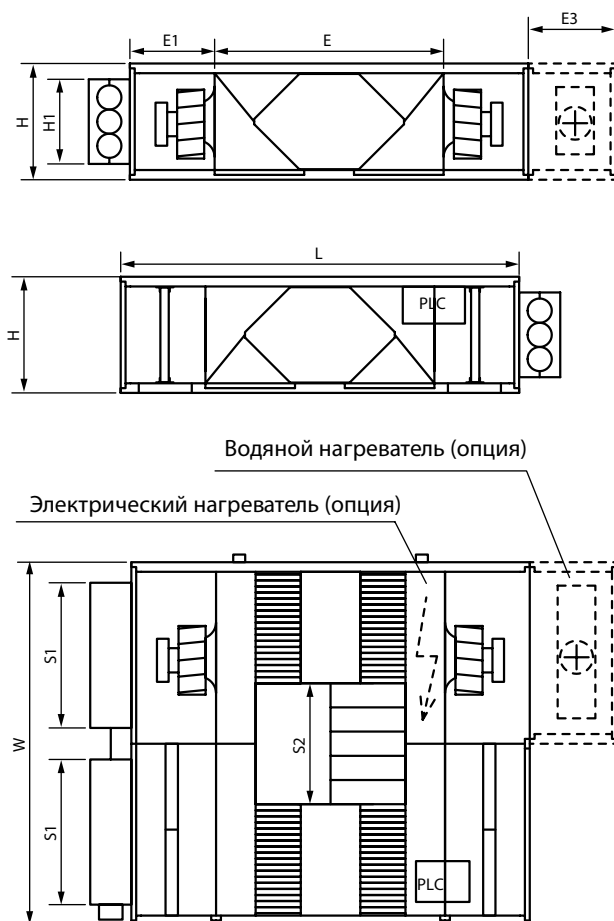 E1
E
E3
H
H1
L
H
PLC
Водяной нагреватель (опция)
Электрический нагреватель (опция)
W
S1
S2
S1
PLC